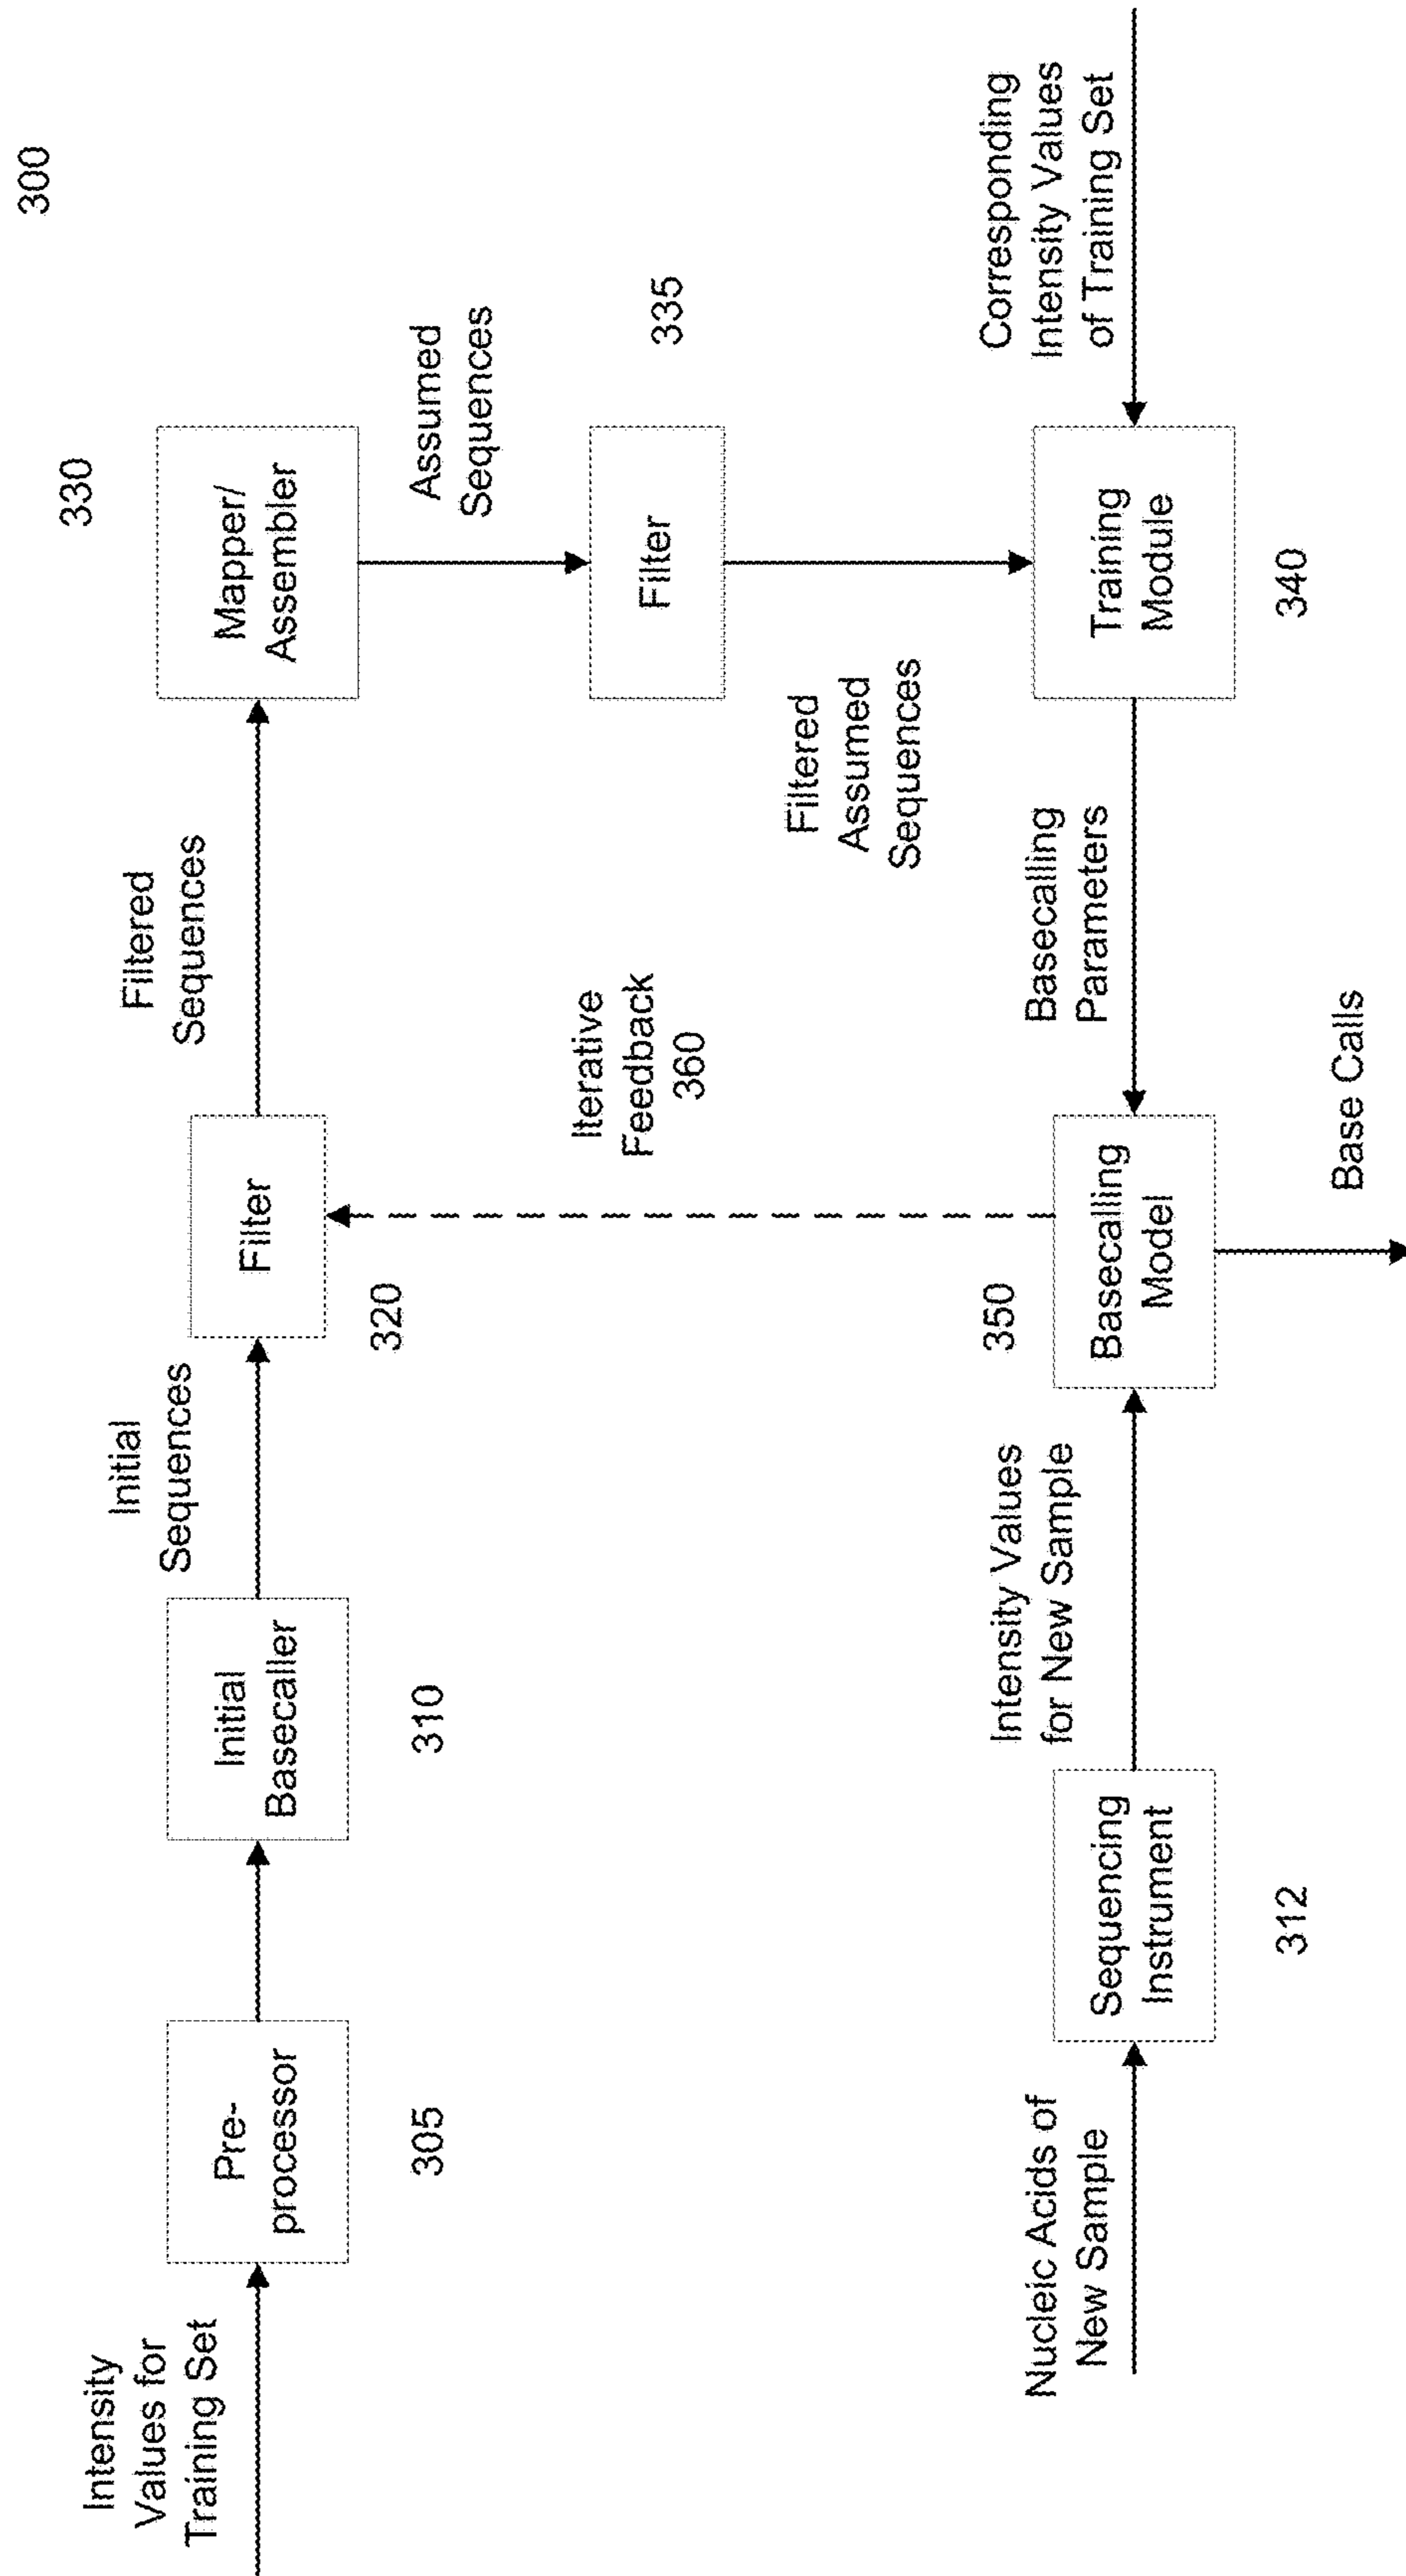 300
Intensity
Values for
Training Set
Pre-
processor
305
Initial
Basecaller
310
Initial
Sequences
Filter
320
Filtered
Sequences
Mapper/
Assembler
330
Assumed
Sequences
Filter
335
Filtered
Assumed
Sequences
Iterative
Feedback
360
Nucleic Acids of
New Sample
Sequencing
Instrument
312
Intensity Values
for New Sample
350
Basecalling
Model
Base Calls
Basecalling
Parameters
Training
Module
340
Corresponding
Intensity Values
of Training Set